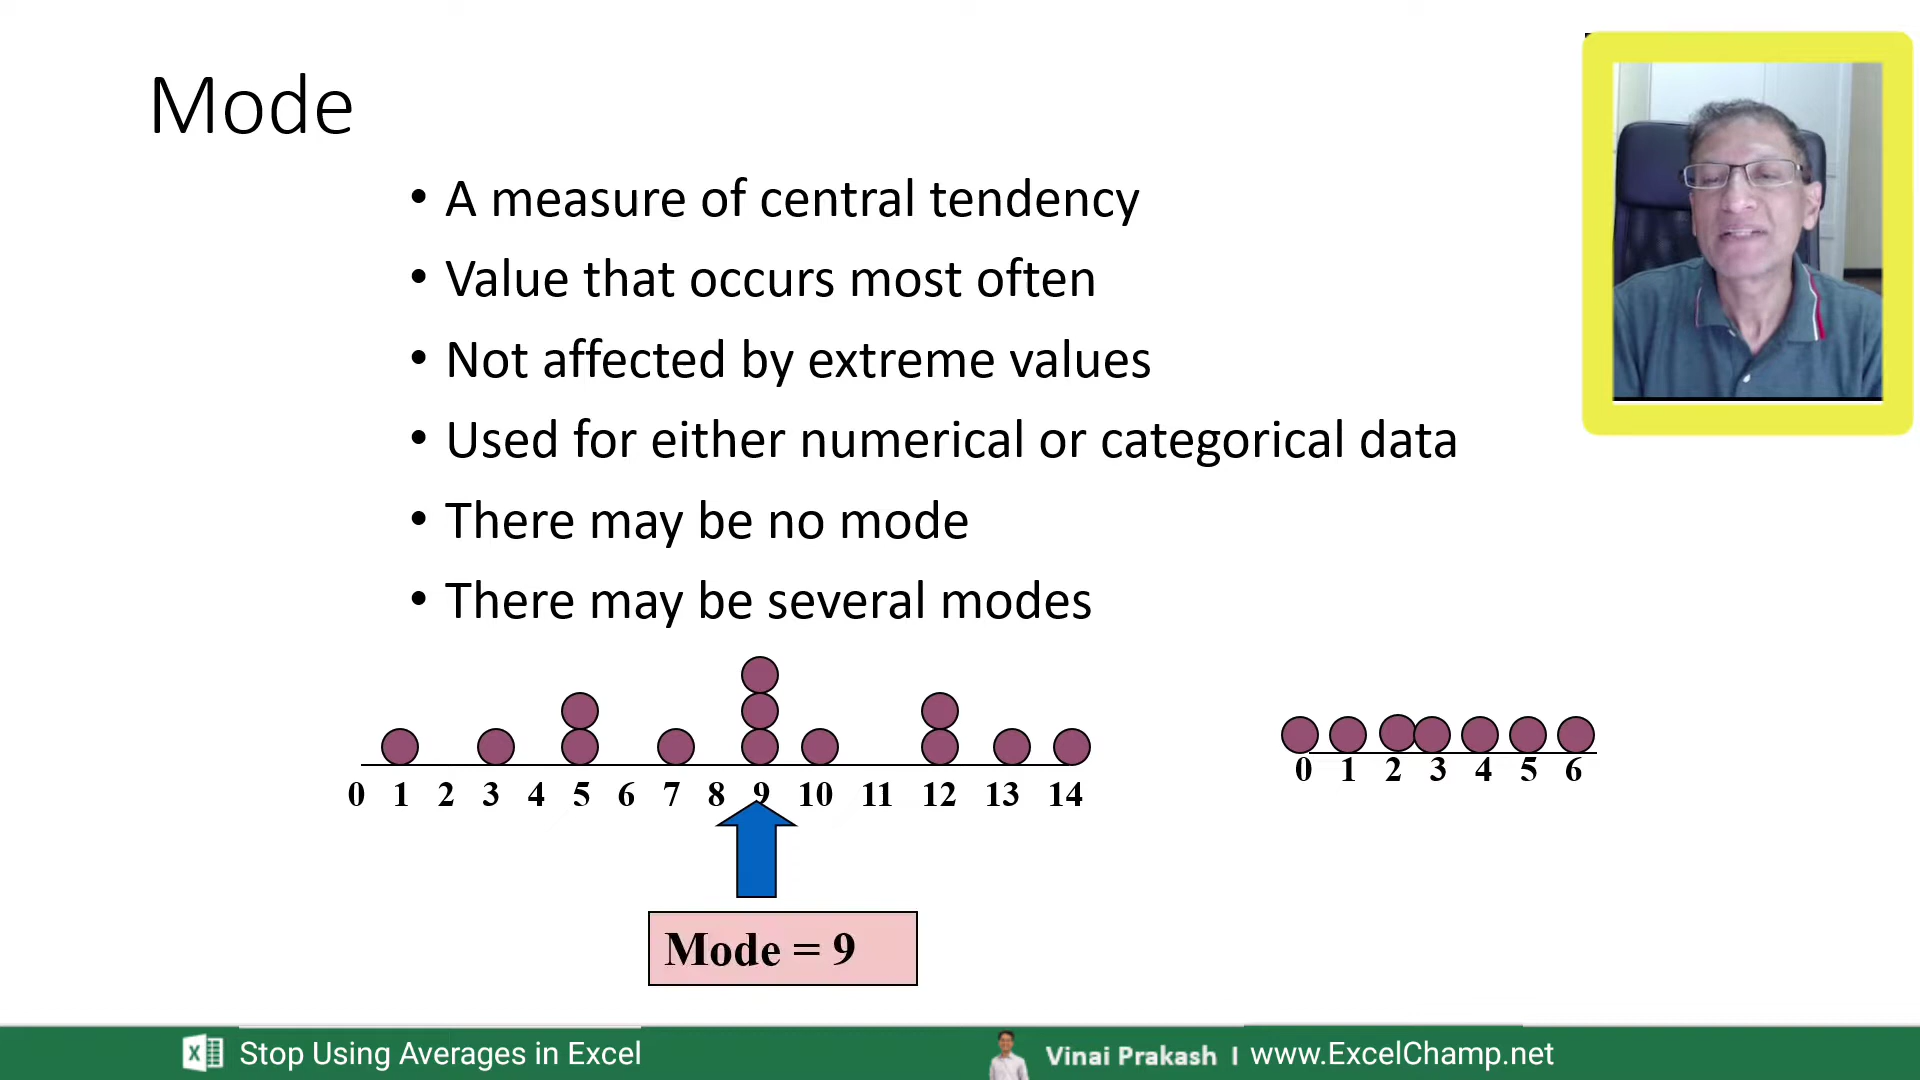 Mode
• A measure of central tendency
• Value that occurs most often
• Not affected by extreme values
• Used for either numerical or categorical data
• There may be no mode
• There may be several modes
0 1 2 3 4 5 6 7 8 9 10 11 12 13 14
0 1 2 3 4 5 6
Mode = 9
X Stop Using Averages in Excel
Vinai Prakash I www.ExcelChamp.net